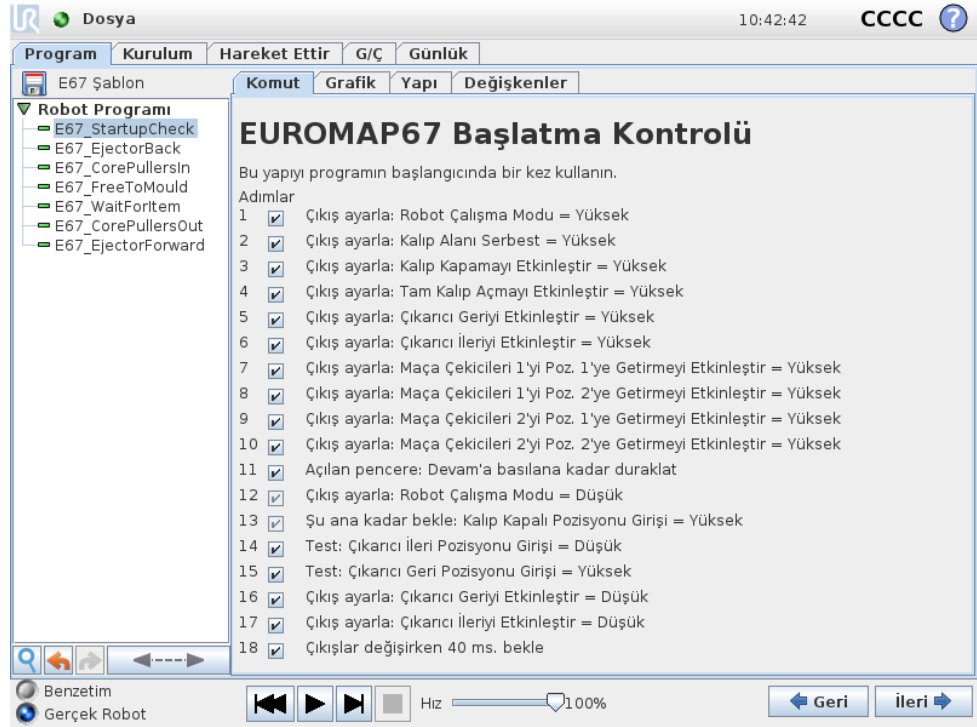 UR Dosya 10:42:42 CCCC ?
Program Kurulum Hareket Ettir G/Ç Günlük
E67 Şablon
Komut Grafik Yapı Değişkenler
Robot Programı
E67_StartupCheck
E67_EjectorBack
E67_CorePullersIn
E67_FreeToMould
E67_WaitForItem
E67_CorePullersOut
E67_EjectorForward
EUROMAP67 Başlatma Kontrolü
Bu yapıyı programın başlangıcında bir kez kullanın.
Adımlar
1 Çıkış ayarla: Robot Çalışma Modu = Yüksek
2 Çıkış ayarla: Kalıp Alanı Serbest = Yüksek
3 Çıkış ayarla: Kalıp Kapamayı Etkinleştir = Yüksek
4 Çıkış ayarla: Tam Kalıp Açmayı Etkinleştir = Yüksek
5 Çıkış ayarla: Çıkarıcı Geriyi Etkinleştir = Yüksek
6 Çıkış ayarla: Çıkarıcı İleriyi Etkinleştir = Yüksek
7 Çıkış ayarla: Maça Çekicileri 1'yi Poz. 1'ye Getirmeyi Etkinleştir = Yüksek
8 Çıkış ayarla: Maça Çekicileri 1'yi Poz. 2'ye Getirmeyi Etkinleştir = Yüksek
9 Çıkış ayarla: Maça Çekicileri 2'yi Poz. 1'ye Getirmeyi Etkinleştir = Yüksek
10 Çıkış ayarla: Maça Çekicileri 2'yi Poz. 2'ye Getirmeyi Etkinleştir = Yüksek
11 Açılan pencere: Devam'a basılana kadar duraklat
12 Çıkış ayarla: Robot Çalışma Modu = Düşük
13 Şu ana kadar bekle: Kalıp Kapalı Pozisyonu Girişi = Yüksek
14 Test: Çıkarıcı İleri Pozisyonu Girişi = Düşük
15 Test: Çıkarıcı Geri Pozisyonu Girişi = Yüksek
16 Çıkış ayarla: Çıkarıcı Geriyi Etkinleştir = Düşük
17 Çıkış ayarla: Çıkarıcı İleriyi Etkinleştir = Düşük
18 Çıkışlar değişirken 40 ms. bekle
Benzetim
Gerçek Robot
Hız 100%
Geri İleri